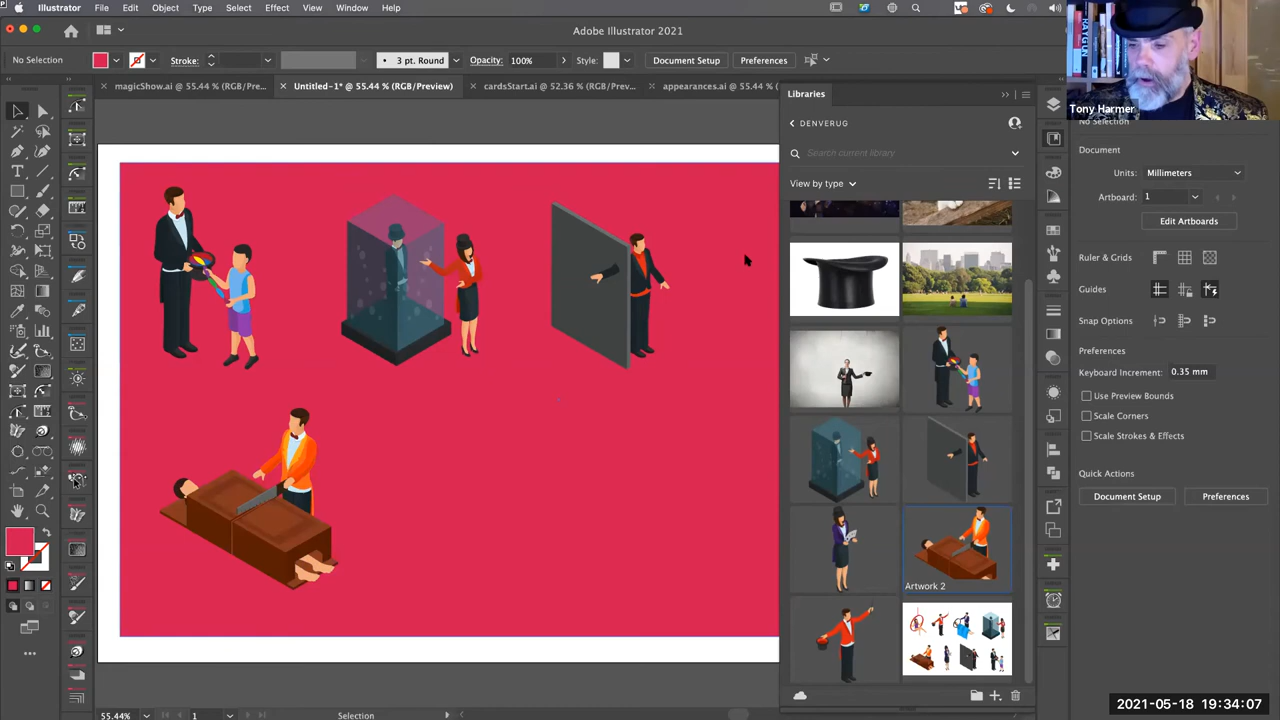 Illustrator File Edit Object Type Select Effect View Window Help
Adobe Illustrator 2021
No Selection
Stroke:
3 pt. Round
Opacity: 100%
Style:
Document Setup
Preferences
magicShow.ai @ 55.44 % (RGB/Pre...
Untitled-1* @ 55.44 % (RGB/Preview)
cardsStart.ai @ 52.36 % (RGB/Prev...
appearances.ai @ 55.44 % (
Libraries
DENVERUG
Search current library
View by type
Artwork 2
HAYDUN
Tony Harmer
No Selection
Document
Units: Millimeters
Artboard: 1
Edit Artboards
Ruler & Grids
Guides
Snap Options
Preferences
Keyboard Increment: 0.35 mm
Use Preview Bounds
Scale Corners
Scale Strokes & Effects
Quick Actions
Document Setup
Preferences
55.44%
1
Selection
2021-05-18 19:34:07